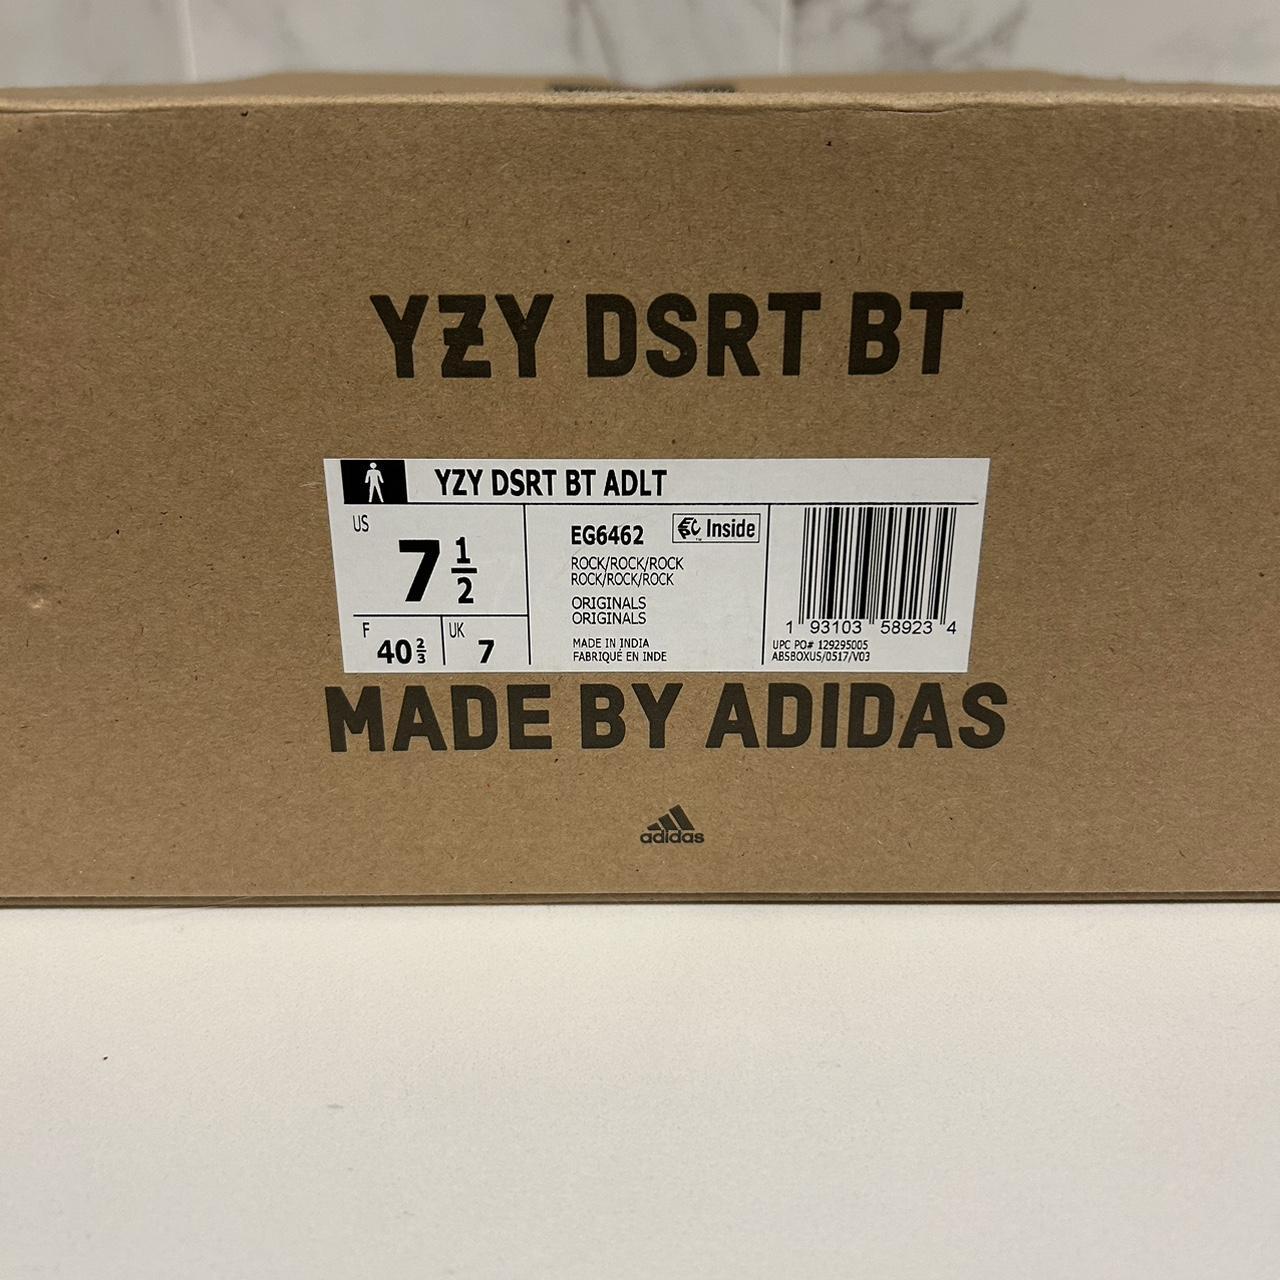 YZY DSRT BT
YZY DSRT BT ADLT
US
7 1/2
F
40 2/3
UK
7
EG6462
EC Inside
ROCK/ROCK/ROCK
ROCK/ROCK/ROCK
ORIGINALS
ORIGINALS
MADE IN INDIA
FABRIQUÉ EN INDE
1 93103 58923 4
UPC PO# 129295005
ABSBOXUS/0517/V03
MADE BY ADIDAS
adidas